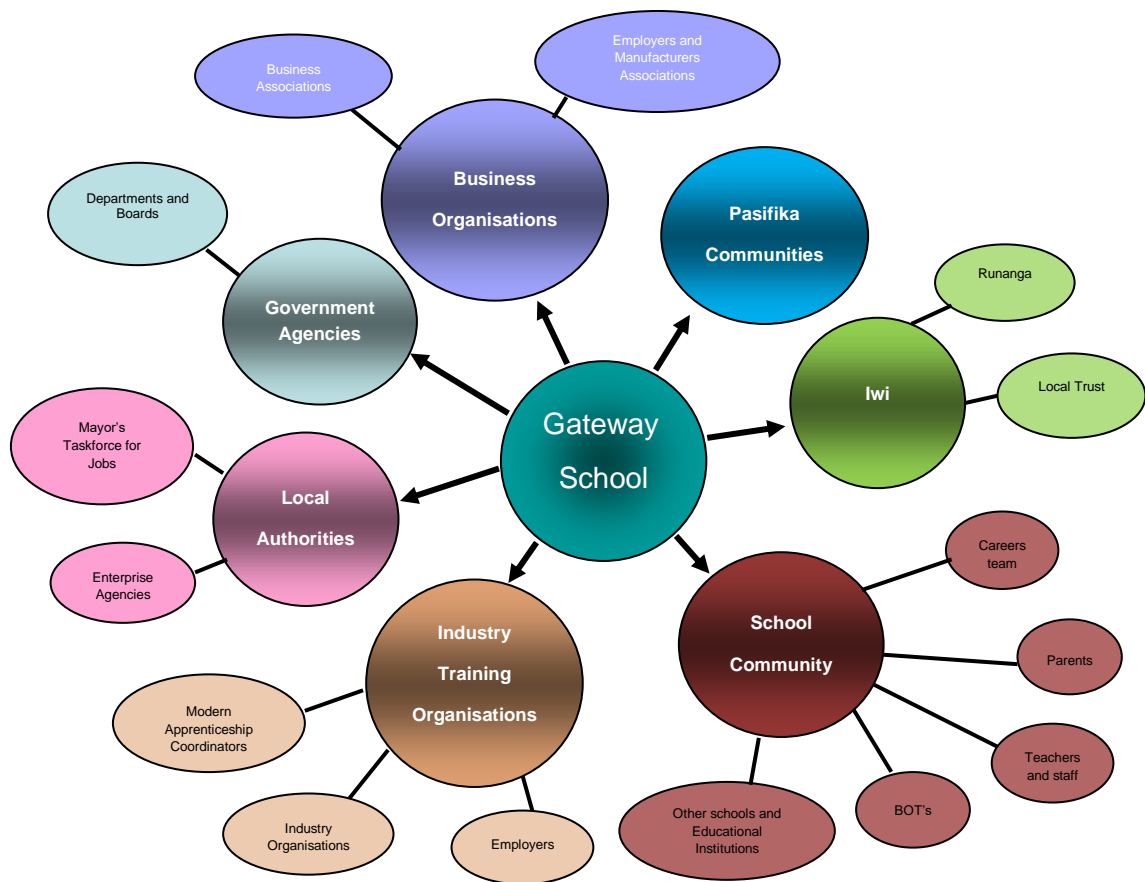 Employers and
Manufacturers
Associations
Business
Associations
Business
Organisations
Pasifika
Communities
Departments and
Boards
Government
Agencies
Runanga
Iwi
Local Trust
Gateway
School
Mayor's
Taskforce for
Jobs
Local
Authorities
Enterprise
Agencies
Industry
Training
Organisations
Modern
Apprenticeship
Coordinators
Industry
Organisations
Employers
School
Community
Careers
team
Parents
Teachers
and staff
BOT's
Other schools and
Educational
Institutions